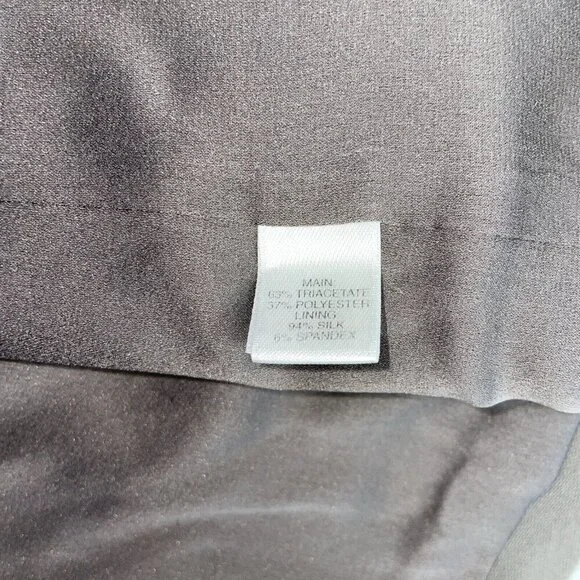 MAIN
63% TRIACETATE
37% POLYESTER
LINING
94% SILK
6% SPANDEX